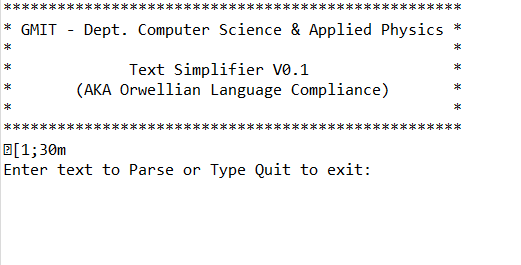 ***************************************************
* GMIT - Dept. Computer Science & Applied Physics *
*                                                 *
*             Text Simplifier V0.1                *
*       (AKA Orwellian Language Compliance)       *
*                                                 *
***************************************************
[1;30m
Enter text to Parse or Type Quit to exit: